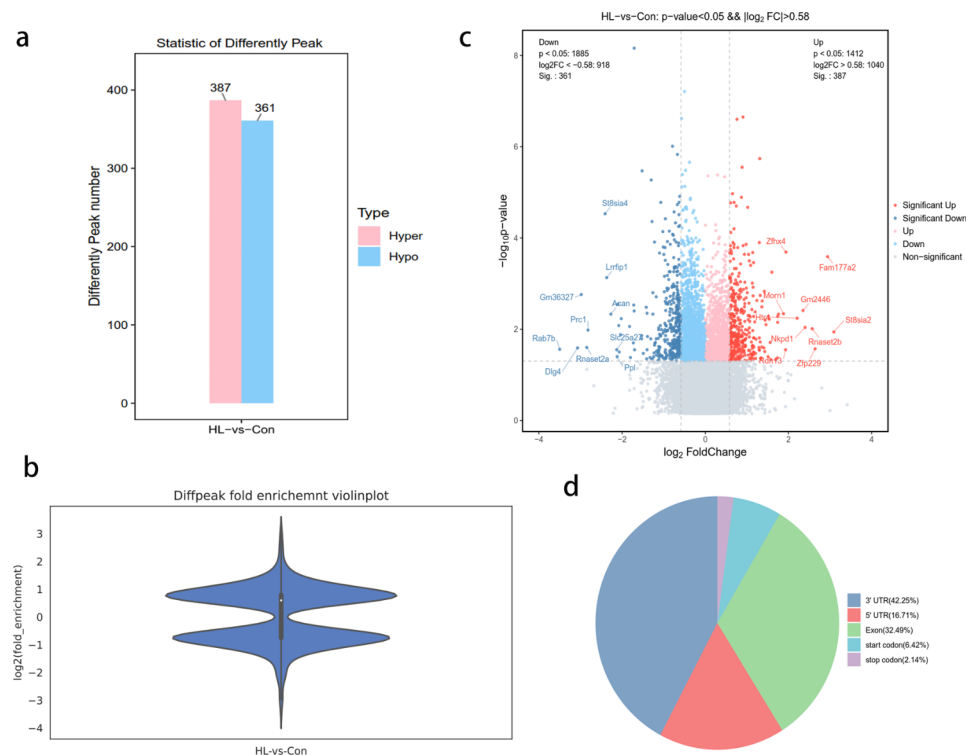 a
Statistic of Differently Peak
Differently Peak number
400
300
200
100
0
387
361
HL-vs-Con
Type
Hyper
Hypo
b
Diffpeak fold enrichemnt violinplot
log2(fold_enrichment)
3
2
1
0
−1
−2
−3
−4
HL-vs-Con
c
HL-vs-Con: p-value<0.05 && |log2 FC|>0.58
Down
p < 0.05: 1885
log2FC < −0.58: 918
Sig. : 361
Up
p < 0.05: 1412
log2FC > 0.58: 1040
Sig. : 387
−log10p-value
8
6
4
2
0
St8sia4
Lrrfip1
Gm36327
Acan
Prc1
Slc25a27
Rab7b
Rnaset2a
Ppl
Dlg4
Zfhx4
Fam177a2
Morn1
Gm2446
St8sia2
Nkpd1
Rnaset2b
Zfp229
−4
−2
0
2
4
log2 FoldChange
Significant Up
Significant Down
Up
Down
Non-significant
d
3' UTR(42.25%)
5' UTR(16.71%)
Exon(32.49%)
start codon(6.42%)
stop codon(2.14%)